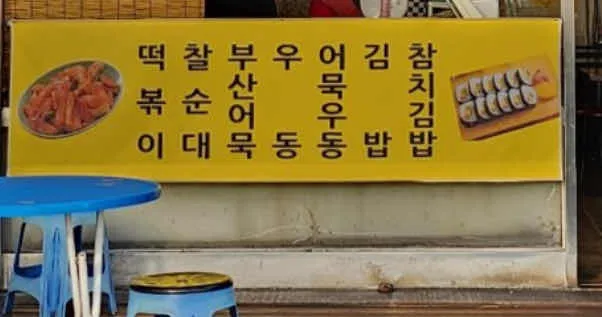 떡볶이
찰순대
부산어묵
우동
어묵우동
김밥
참치김밥